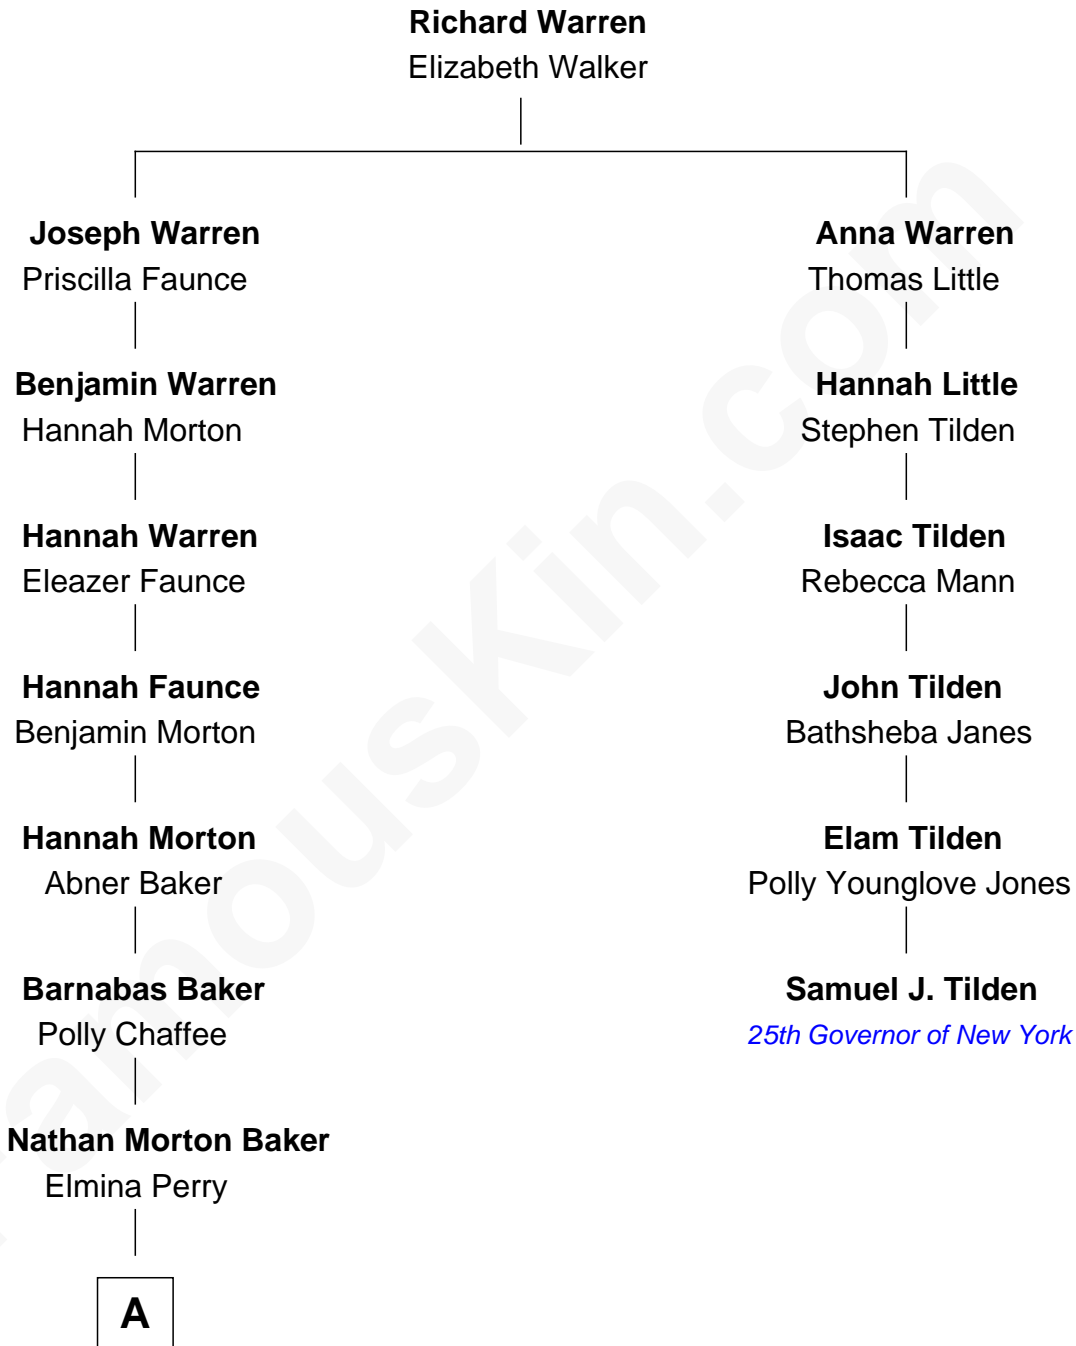 Richard Warren
Elizabeth Walker
Joseph Warren
Priscilla Faunce
Benjamin Warren
Hannah Morton
Hannah Warren
Eleazer Faunce
Hannah Faunce
Benjamin Morton
Hannah Morton
Abner Baker
Barnabas Baker
Polly Chaffee
Nathan Morton Baker
Elmina Perry
A
Anna Warren
Thomas Little
Hannah Little
Stephen Tilden
Isaac Tilden
Rebecca Mann
John Tilden
Bathsheba Janes
Elam Tilden
Polly Younglove Jones
Samuel J. Tilden
25th Governor of New York
FamousKin.com